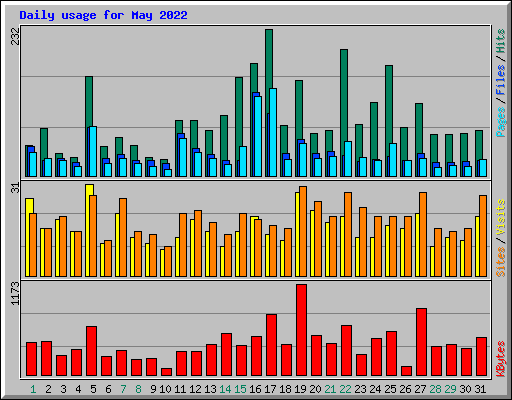 Daily usage for May 2022
232
Pages / Files / Hits
31
Sites / Visits
1173
KBytes
1 2 3 4 5 6 7 8 9 10 11 12 13 14 15 16 17 18 19 20 21 22 23 24 25 26 27 28 29 30 31